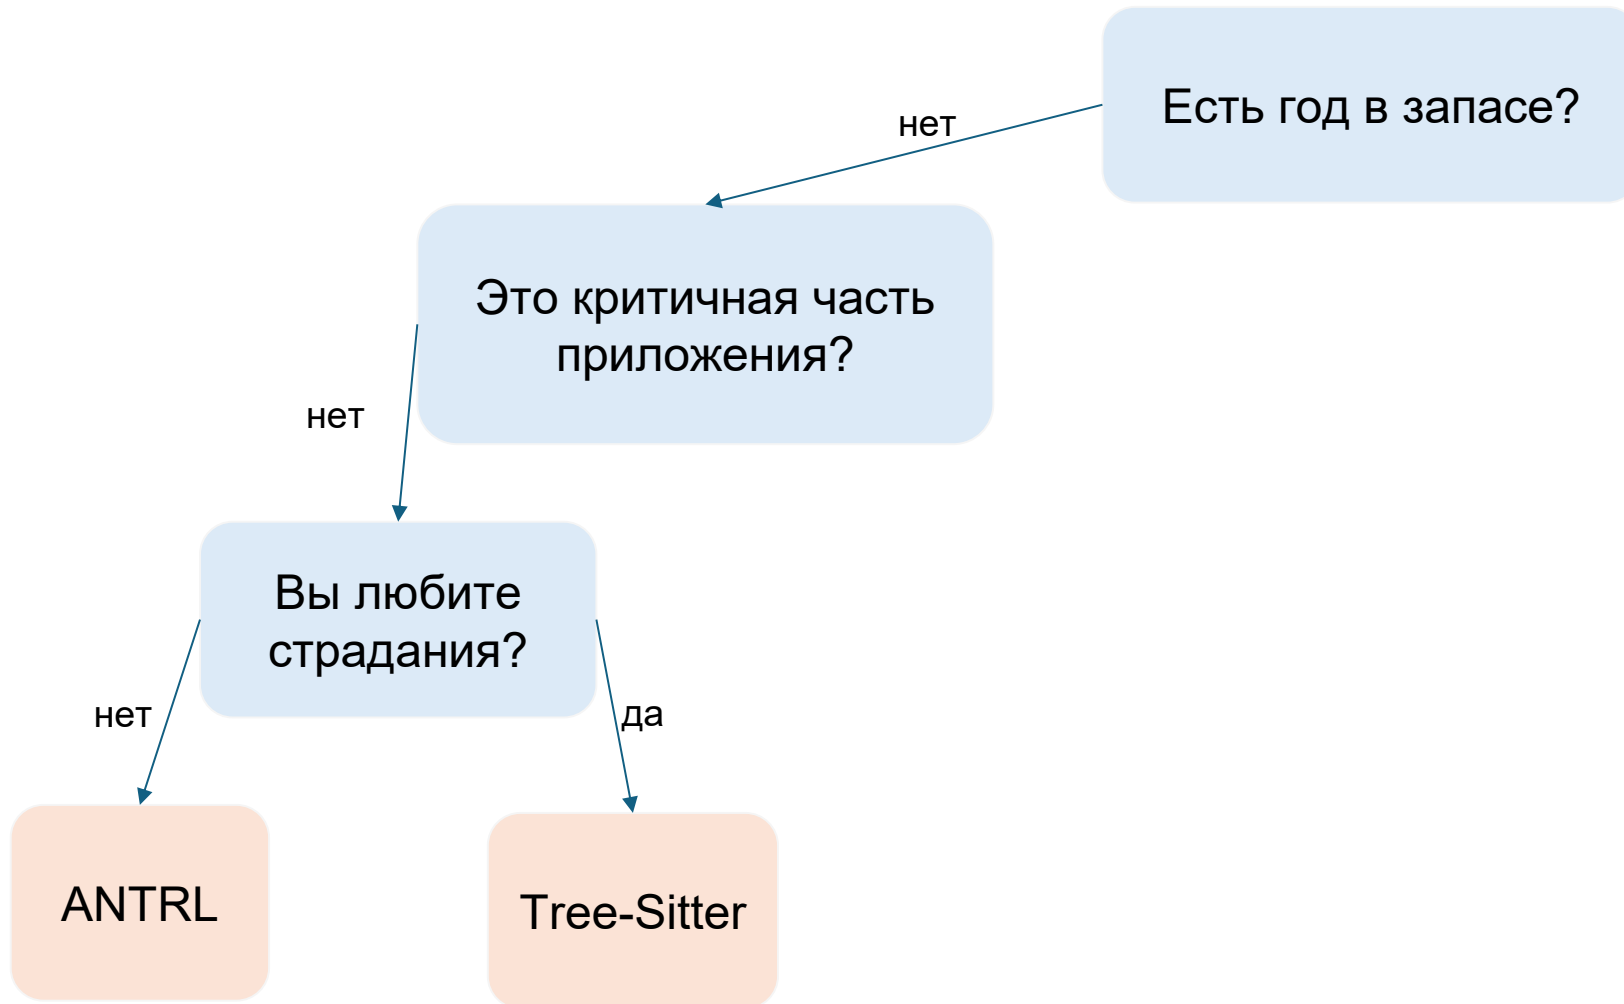 Есть год в запасе?
нет
Это критичная часть
приложения?
нет
Вы любите
страдания?
нет
да
ANTRL
Tree-Sitter